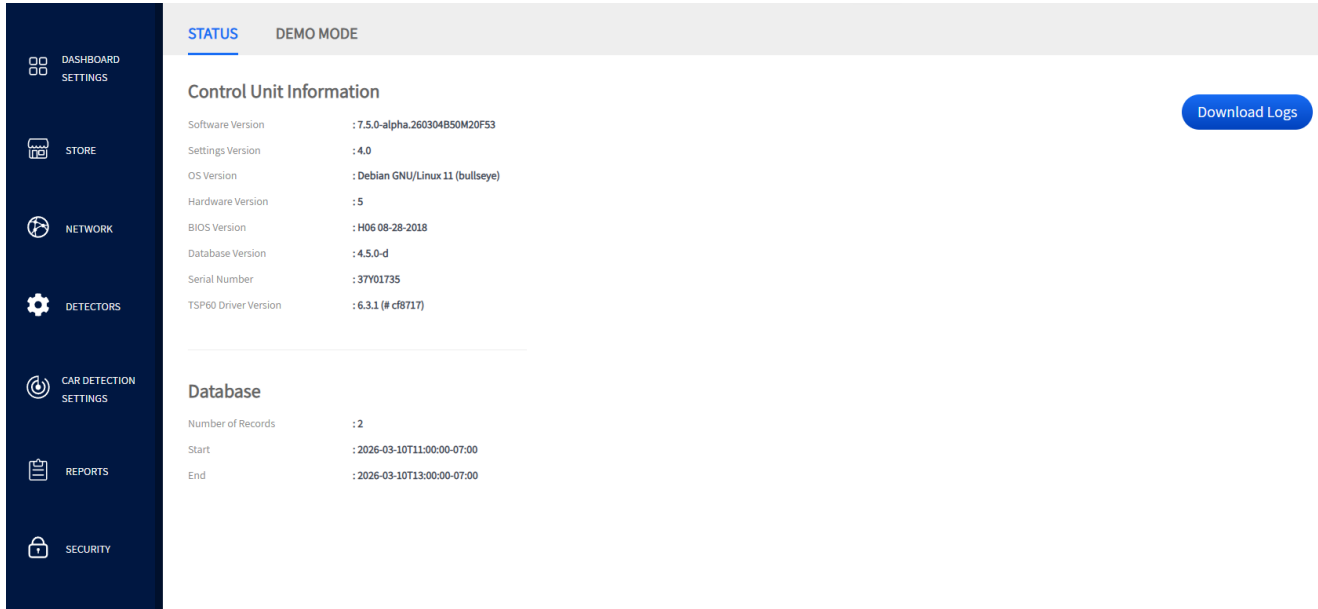 STATUS DEMO MODE
DASHBOARD
SETTINGS
STORE
NETWORK
DETECTORS
CAR DETECTION
SETTINGS
REPORTS
SECURITY
Control Unit Information
Download Logs
Software Version : 7.5.0-alpha.260304B50M20F53
Settings Version : 4.0
OS Version : Debian GNU/Linux 11 (bullseye)
Hardware Version : 5
BIOS Version : H06 08-28-2018
Database Version : 4.5.0-d
Serial Number : 37Y01735
TSP60 Driver Version : 6.3.1 (# cf8717)
Database
Number of Records : 2
Start : 2026-03-10T11:00:00-07:00
End : 2026-03-10T13:00:00-07:00